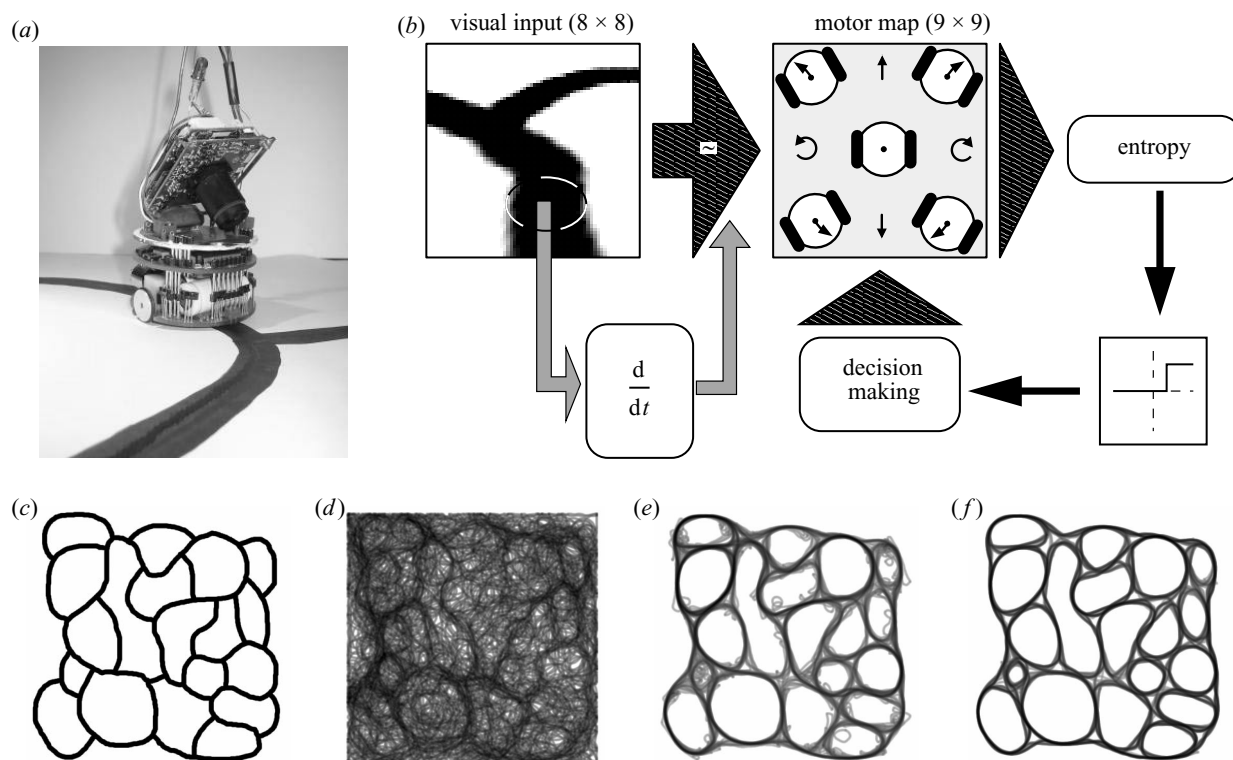 (a)
(b)
visual input (8 × 8)
motor map (9 × 9)
~
entropy
d
dt
decision
making
(c)
(d)
(e)
(f)